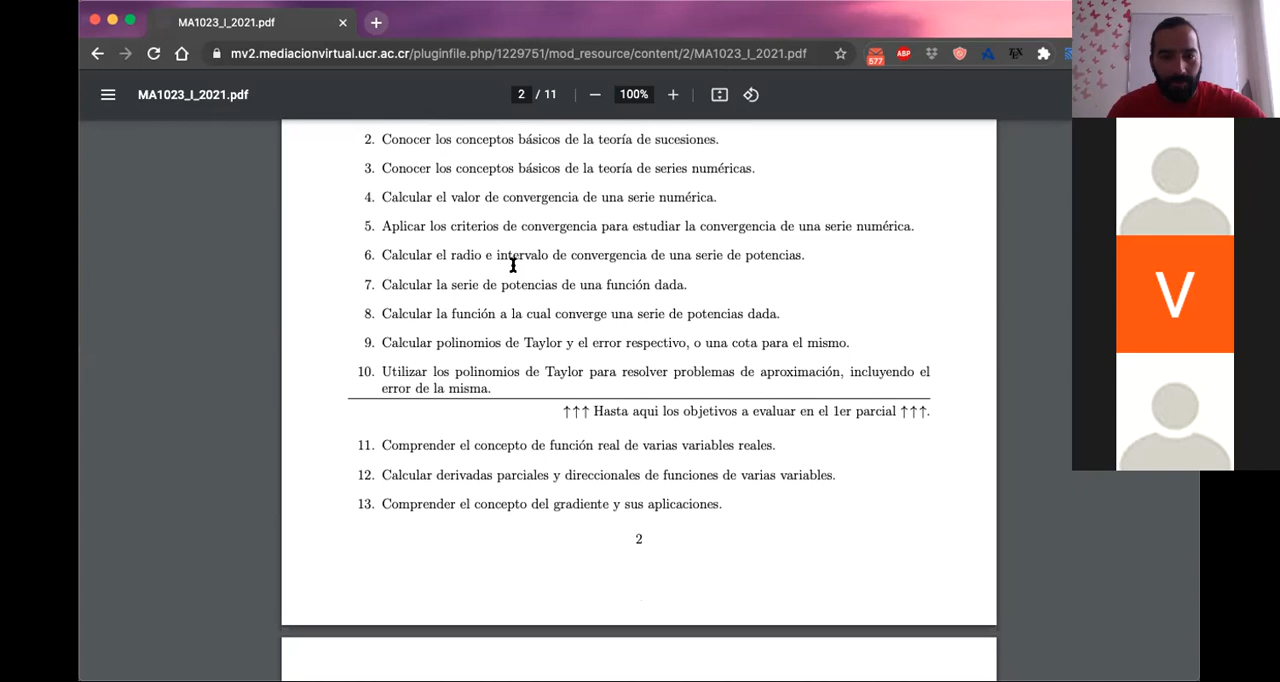 MA1023_I_2021.pdf
mv2.mediacionvirtual.ucr.ac.cr/pluginfile.php/1229751/mod_resource/content/2/MA1023_I_2021.pdf
577
ABP
TEX
MA1023_I_2021.pdf
2 / 11
100%
2. Conocer los conceptos básicos de la teoría de sucesiones.
3. Conocer los conceptos básicos de la teoría de series numéricas.
4. Calcular el valor de convergencia de una serie numérica.
5. Aplicar los criterios de convergencia para estudiar la convergencia de una serie numérica.
6. Calcular el radio e intervalo de convergencia de una serie de potencias.
7. Calcular la serie de potencias de una función dada.
8. Calcular la función a la cual converge una serie de potencias dada.
9. Calcular polinomios de Taylor y el error respectivo, o una cota para el mismo.
10. Utilizar los polinomios de Taylor para resolver problemas de aproximación, incluyendo el
error de la misma.
↑↑↑ Hasta aqui los objetivos a evaluar en el 1er parcial ↑↑↑.
11. Comprender el concepto de función real de varias variables reales.
12. Calcular derivadas parciales y direccionales de funciones de varias variables.
13. Comprender el concepto del gradiente y sus aplicaciones.
2
V